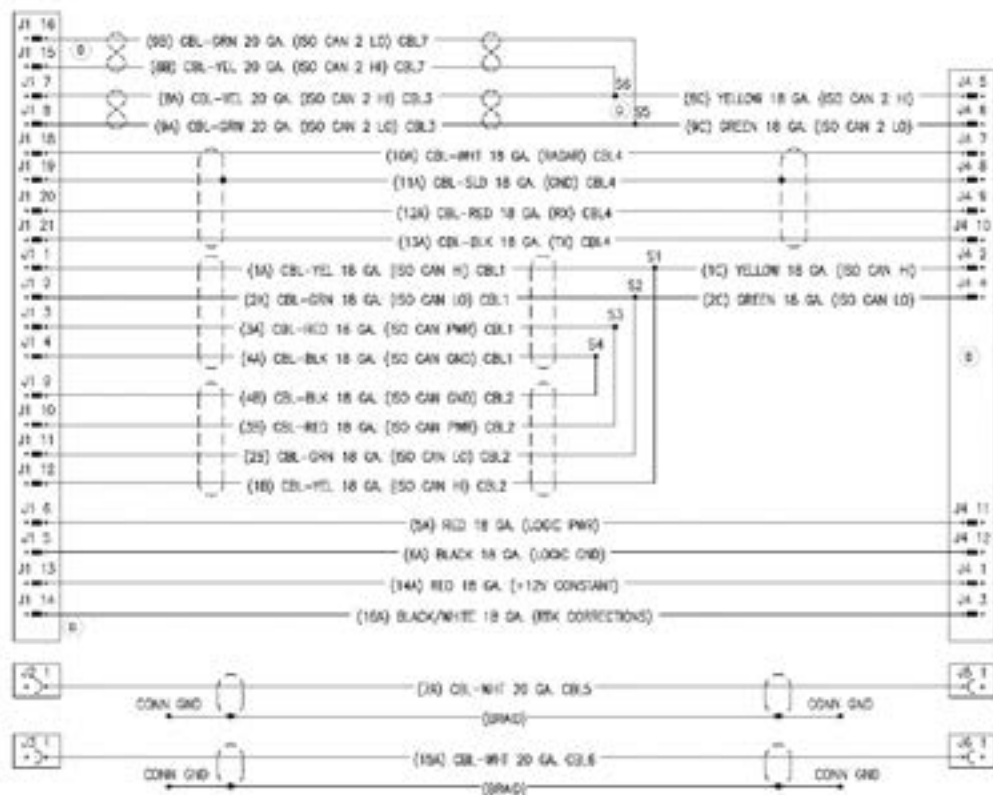 J1 16
J1 15
J1 7
J1 8
J1 18
J1 19
J1 20
J1 21
J1 1
J1 2
J1 3
J1 4
J1 9
J1 10
J1 11
J1 12
J1 6
J1 5
J1 13
J1 14
(9B) CBL-GRN 20 GA. (ISO CAN 2 LO) CBL7
(8B) CBL-YEL 20 GA. (ISO CAN 2 HI) CBL7
(8A) CBL-YEL 20 GA. (ISO CAN 2 HI) CBL3
(9A) CBL-GRN 20 GA. (ISO CAN 2 LO) CBL3
S6
S5
(8C) YELLOW 18 GA. (ISO CAN 2 HI)
(9C) GREEN 18 GA. (ISO CAN 2 LO)
(10A) CBL-WHT 18 GA. (RADAR) CBL4
(11A) CBL-SLD 18 GA. (GND) CBL4
(12A) CBL-RED 18 GA. (RX) CBL4
(13A) CBL-BLK 18 GA. (TX) CBL4
(1A) CBL-YEL 18 GA. (ISO CAN HI) CBL1
S1
(1C) YELLOW 18 GA. (ISO CAN HI)
(2A) CBL-GRN 18 GA. (ISO CAN LO) CBL1
S2
(2C) GREEN 18 GA. (ISO CAN LO)
(3A) CBL-RED 18 GA. (ISO CAN PWR) CBL1
S3
(4A) CBL-BLK 18 GA. (ISO CAN GND) CBL1
S4
(4B) CBL-BLK 18 GA. (ISO CAN GND) CBL2
(3B) CBL-RED 18 GA. (ISO CAN PWR) CBL2
(2B) CBL-GRN 18 GA. (ISO CAN LO) CBL2
(1B) CBL-YEL 18 GA. (ISO CAN HI) CBL2
(5A) RED 18 GA. (LOGIC PWR)
(6A) BLACK 18 GA. (LOGIC GND)
(14A) RED 18 GA. (+12V CONSTANT)
(16A) BLACK/WHITE 18 GA. (RTK CORRECTIONS)
J4 5
J4 6
J4 7
J4 8
J4 9
J4 10
J4 2
J4 4
J4 11
J4 12
J4 1
J4 3
J2 1
(7A) CBL-WHT 20 GA. CBL5
J5 1
CONN GND
(BRAID)
CONN GND
J3 1
(15A) CBL-WHT 20 GA. CBL6
J6 1
CONN GND
(BRAID)
CONN GND